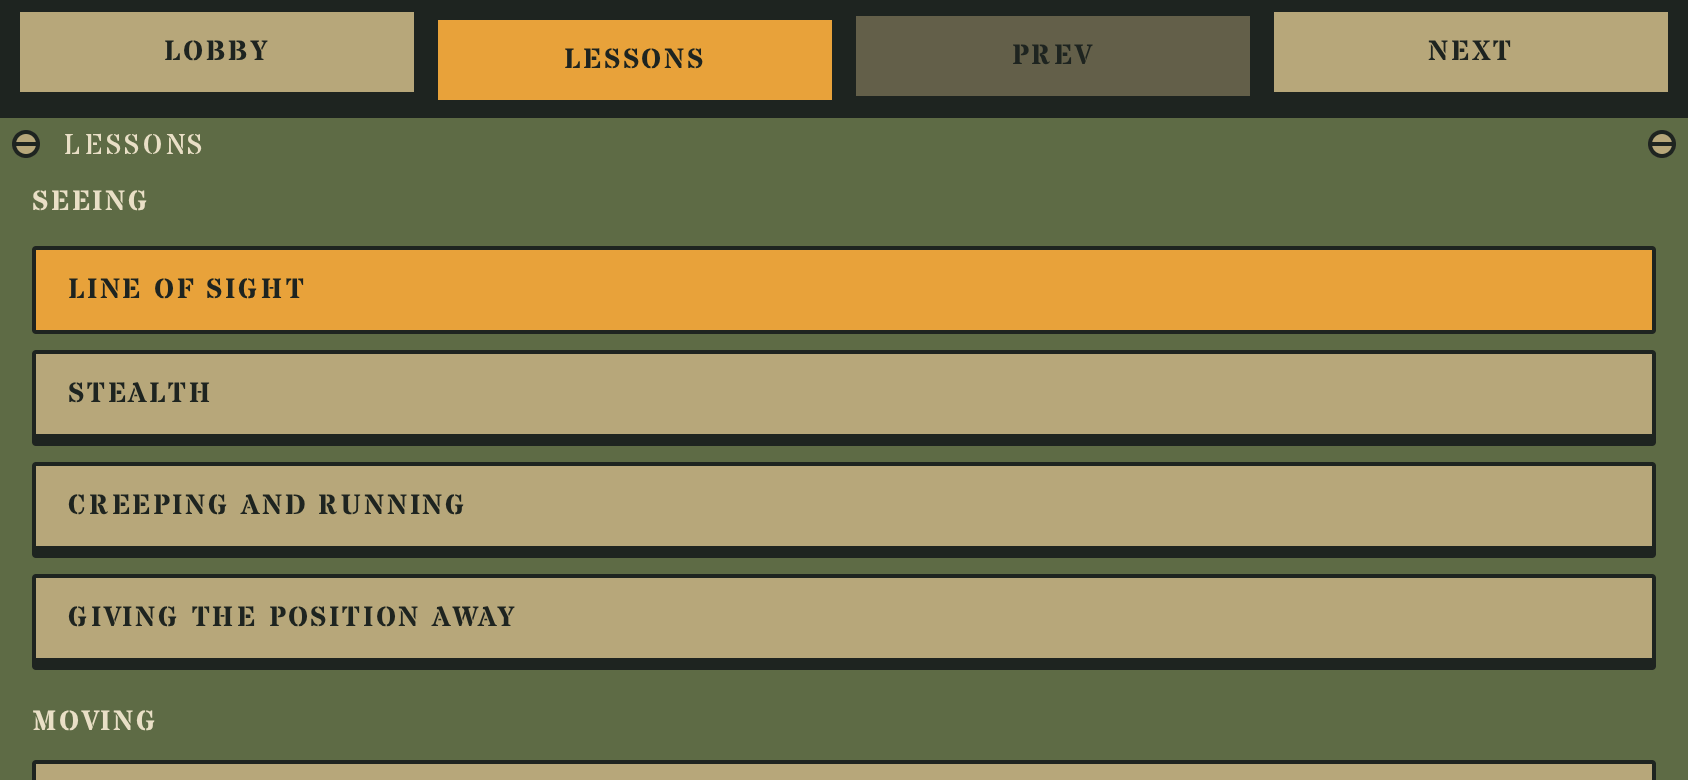 LOBBY
LESSONS
PREV
NEXT
LESSONS
SEEING
LINE OF SIGHT
STEALTH
CREEPING AND RUNNING
GIVING THE POSITION AWAY
MOVING